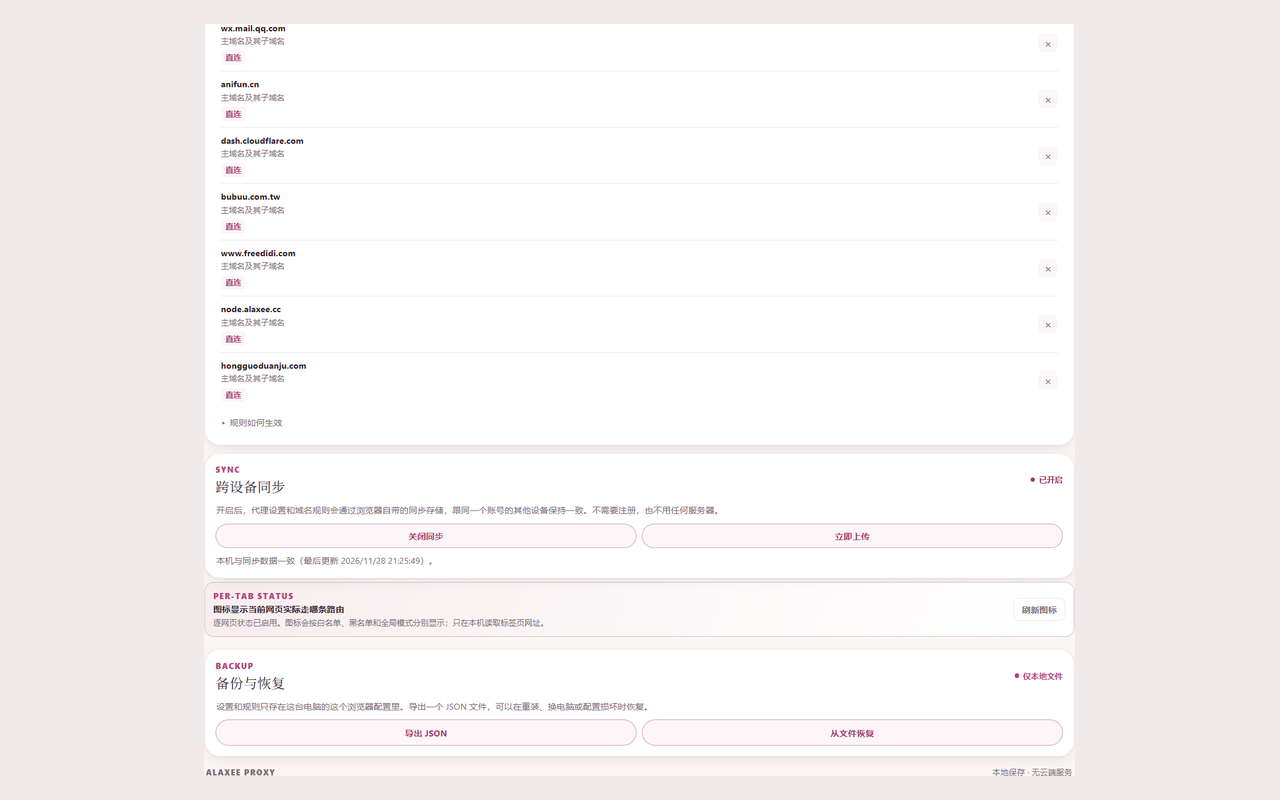 wx.mail.qq.com
主域名及其子域名
直连
×
anifun.cn
主域名及其子域名
直连
×
dash.cloudflare.com
主域名及其子域名
直连
×
bubuu.com.tw
主域名及其子域名
直连
×
www.freedidi.com
主域名及其子域名
直连
×
node.alaxee.cc
主域名及其子域名
直连
×
hongguoduanju.com
主域名及其子域名
直连
×
• 规则如何生效
SYNC
跨设备同步
● 已开启
开启后，代理设置和域名规则会通过浏览器自带的同步存储，跟同一个账号的其他设备保持一致。不需要注册，也不用任何服务器。
关闭同步
立即上传
本机与同步数据一致（最后更新 2026/11/28 21:25:49）。
PER-TAB STATUS
图标显示当前网页实际走哪条路由
逐网页状态已启用。图标会按白名单、黑名单和全局模式分别显示；只在本机读取标签页网址。
刷新图标
BACKUP
备份与恢复
● 仅本地文件
设置和规则只存在这台电脑的这个浏览器配置里。导出一个 JSON 文件，可以在重装、换电脑或配置损坏时恢复。
导出 JSON
从文件恢复
ALAXEE PROXY
本地保存 · 无云端服务